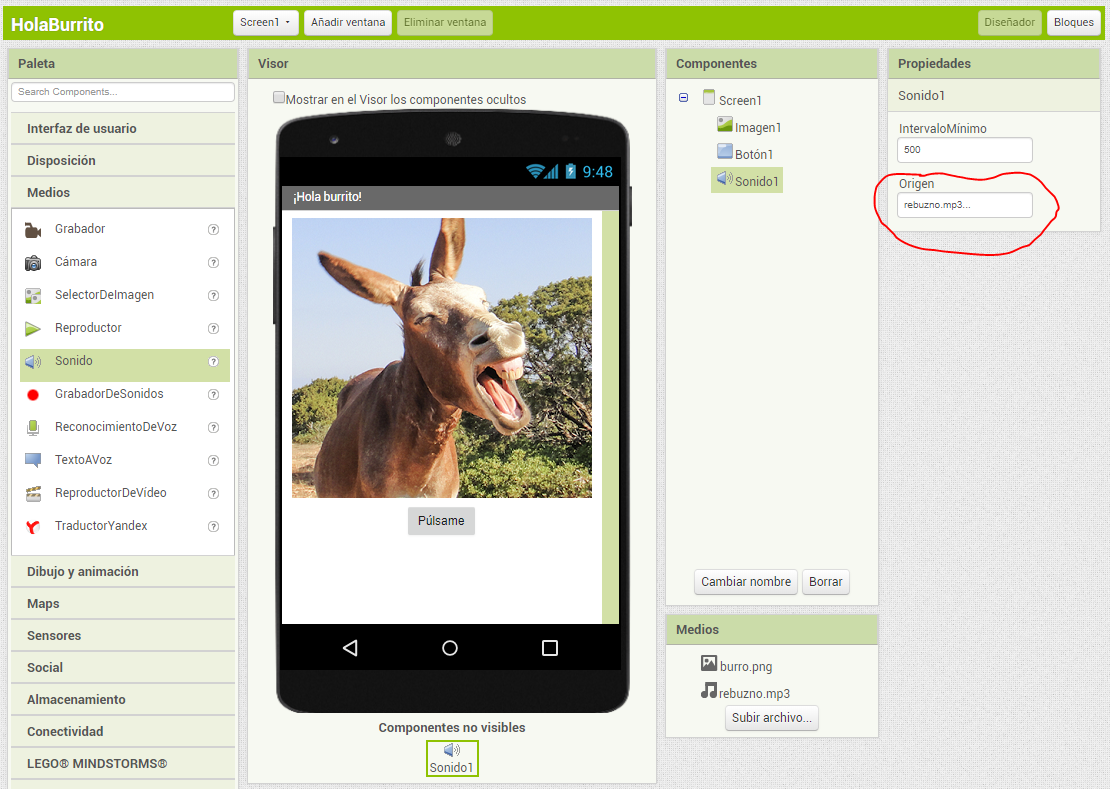 HolaBurrito
Screen1
Añadir ventana
Eliminar ventana
Diseñador
Bloques
Paleta
Search Components...
Interfaz de usuario
Disposición
Medios
Grabador ?
Cámara ?
SelectorDeImagen ?
Reproductor ?
Sonido ?
GrabadorDeSonidos ?
ReconocimientoDeVoz ?
TextoAVoz ?
ReproductorDeVídeo ?
TraductorYandex ?
Dibujo y animación
Maps
Sensores
Social
Almacenamiento
Conectividad
LEGO® MINDSTORMS®
Visor
Mostrar en el Visor los componentes ocultos
9:48
¡Hola burrito!
Púlsame
Componentes no visibles
Sonido1
Componentes
Screen1
Imagen1
Botón1
Sonido1
Cambiar nombre
Borrar
Medios
burro.png
rebuzno.mp3
Subir archivo...
Propiedades
Sonido1
IntervaloMínimo
500
Origen
rebuzno.mp3...